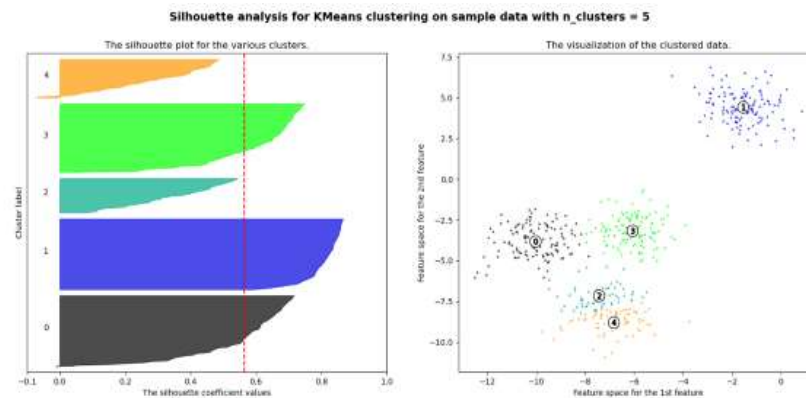 Silhouette analysis for KMeans clustering on sample data with n_clusters = 5
The silhouette plot for the various clusters.
Cluster label
4
3
2
1
0
−0.1 0.0 0.2 0.4 0.6 0.8 1.0
The silhouette coefficient values
The visualization of the clustered data.
Feature space for the 2nd feature
7.5
5.0
2.5
0.0
−2.5
−5.0
−7.5
−10.0
1
0
3
2
4
−12 −10 −8 −6 −4 −2 0
Feature space for the 1st feature